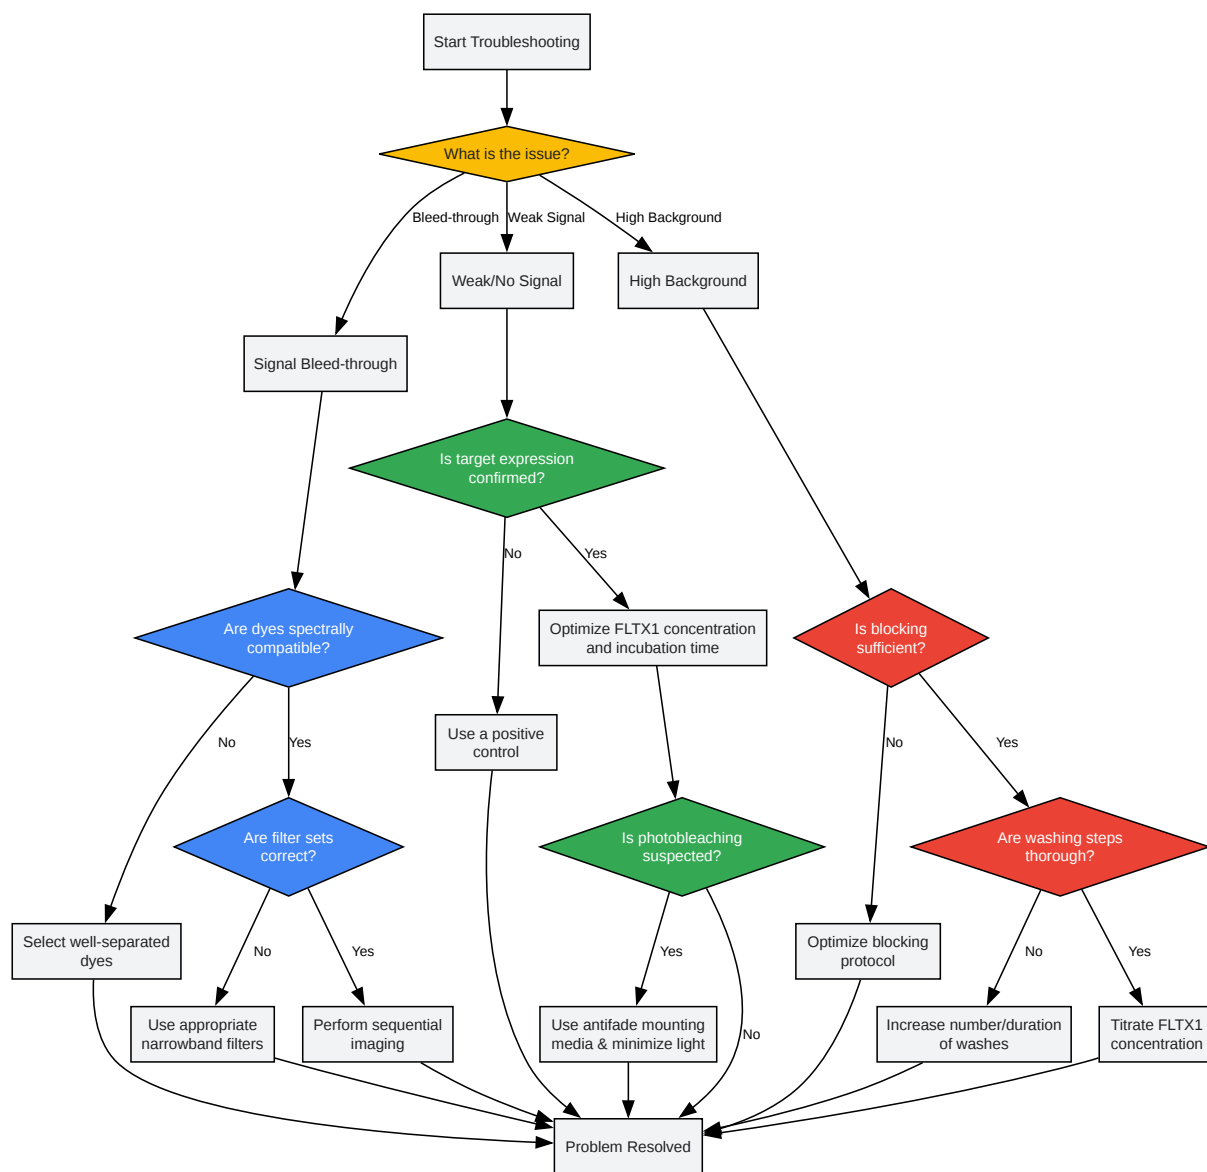 Start Troubleshooting
What is the issue?
Bleed-through
Weak Signal
High Background
Weak/No Signal
High Background
Signal Bleed-through
Is target expression
confirmed?
No
Yes
Are dyes spectrally
compatible?
Optimize FLTX1 concentration
and incubation time
Is blocking
sufficient?
No
Yes
Use a positive
control
No
Yes
Are filter sets
correct?
Is photobleaching
suspected?
Are washing steps
thorough?
Select well-separated
dyes
No
Yes
Yes
Optimize blocking
protocol
No
Yes
Use appropriate
narrowband filters
Perform sequential
imaging
Use antifade mounting
media & minimize light
No
Increase number/duration
of washes
Titrate FLTX1
concentration
Problem Resolved